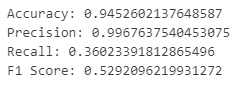 Accuracy: 0.9452602137648587
Precision: 0.9967637540453075
Recall: 0.36023391812865496
F1 Score: 0.5292096219931272